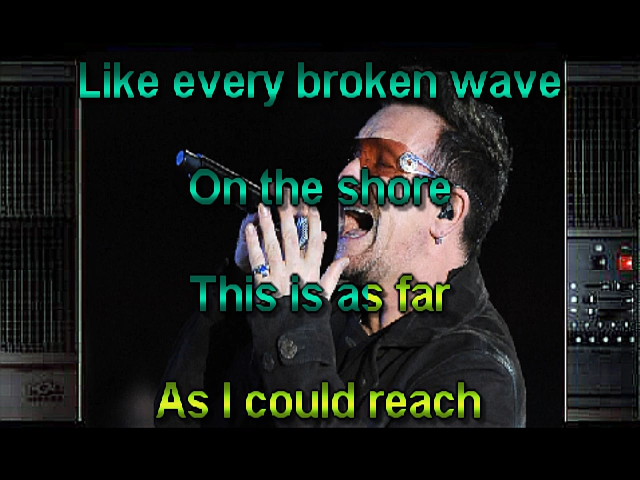 Like every broken wave
On the shore
This is as far
As I could reach